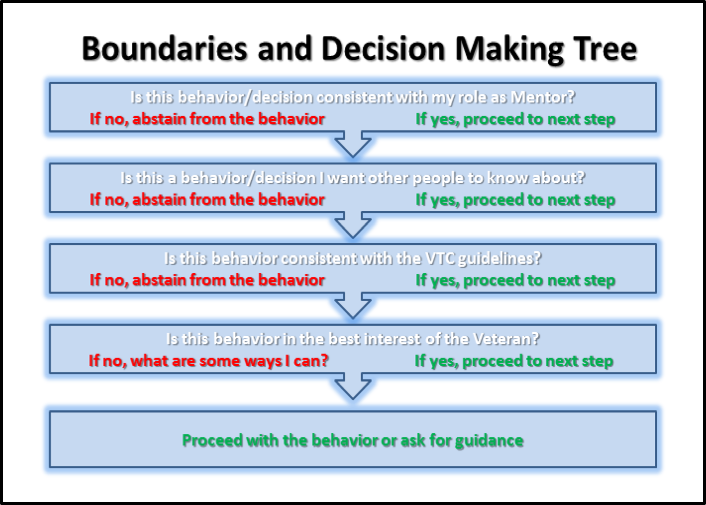 Boundaries and Decision Making Tree
Is this behavior/decision consistent with my role as Mentor?
If no, abstain from the behavior If yes, proceed to next step
Is this a behavior/decision I want other people to know about?
If no, abstain from the behavior If yes, proceed to next step
Is this behavior consistent with the VTC guidelines?
If no, abstain from the behavior If yes, proceed to next step
Is this behavior in the best interest of the Veteran?
If no, what are some ways I can? If yes, proceed to next step
Proceed with the behavior or ask for guidance